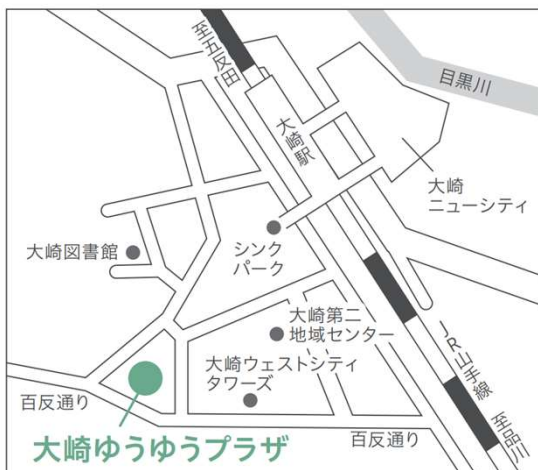 至五反田
目黒川
大崎駅
大崎
ニューシティ
大崎図書館
シンク
パーク
大崎第二
地域センター
大崎ウェストシティ
タワーズ
JR山手線 至品川
百反通り
百反通り
大崎ゆうゆうプラザ